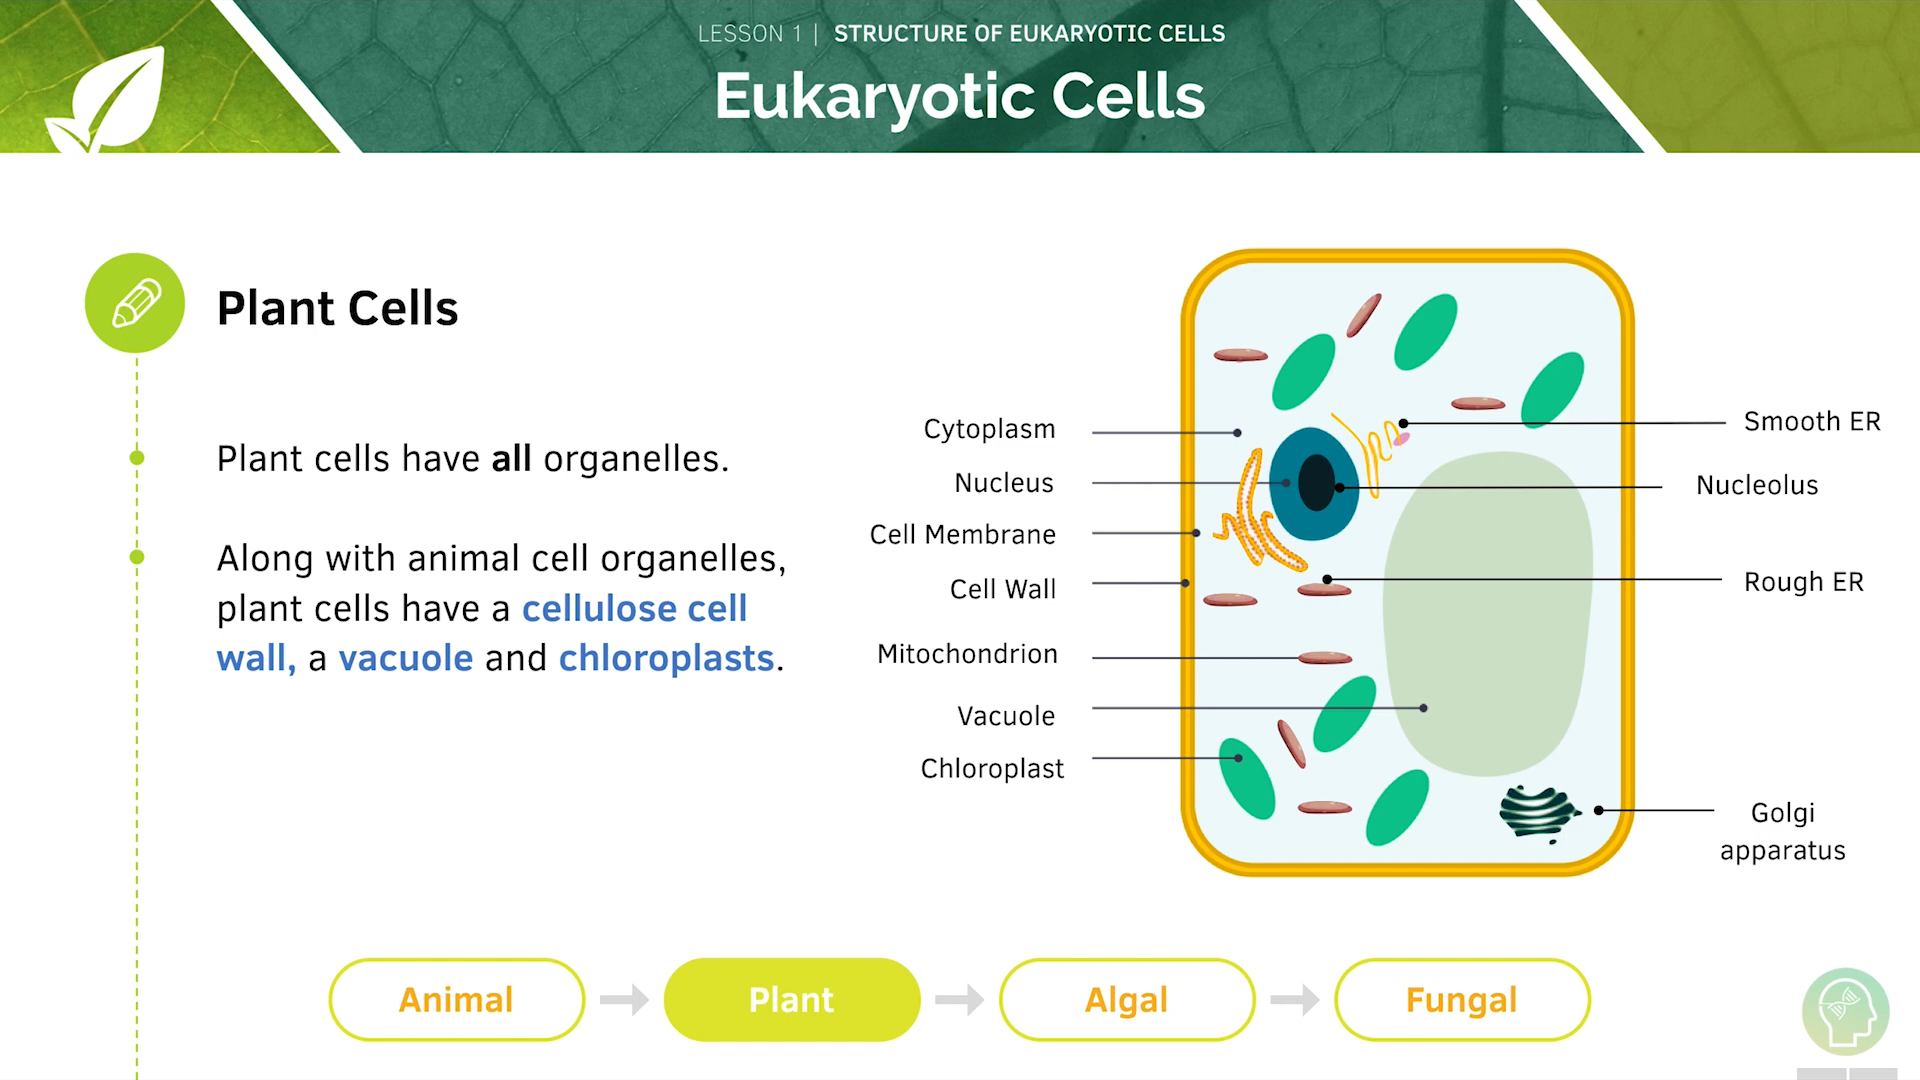 LESSON 1 | STRUCTURE OF EUKARYOTIC CELLS
Eukaryotic Cells
Plant Cells
Plant cells have all organelles.
Along with animal cell organelles,
plant cells have a cellulose cell
wall, a vacuole and chloroplasts.
Cytoplasm
Nucleus
Cell Membrane
Cell Wall
Mitochondrion
Vacuole
Chloroplast
Smooth ER
Nucleolus
Rough ER
Golgi
apparatus
Animal
Plant
Algal
Fungal